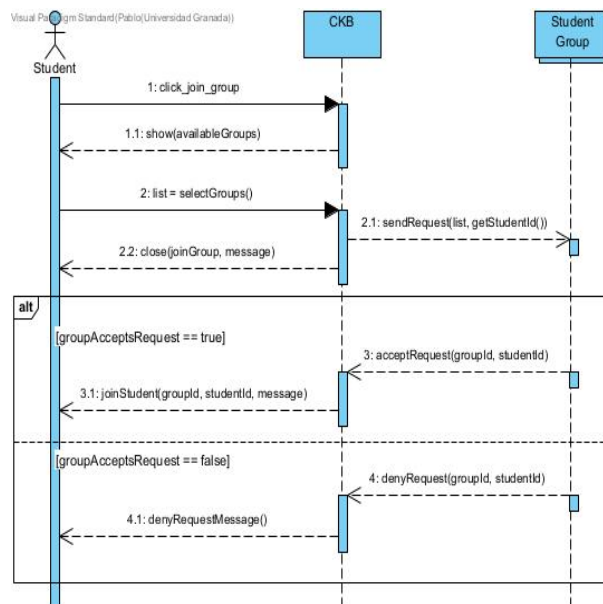 Visual Paradigm Standard(Pablo(Universidad Granada))
Student
CKB
Student
Group
1: click_join_group
1.1: show(availableGroups)
2: list = selectGroups()
2.1: sendRequest(list, getStudentId())
2.2: close(joinGroup, message)
alt
[groupAcceptsRequest == true]
3: acceptRequest(groupId, studentId)
3.1: joinStudent(groupId, studentId, message)
[groupAcceptsRequest == false]
4: denyRequest(groupId, studentId)
4.1: denyRequestMessage()